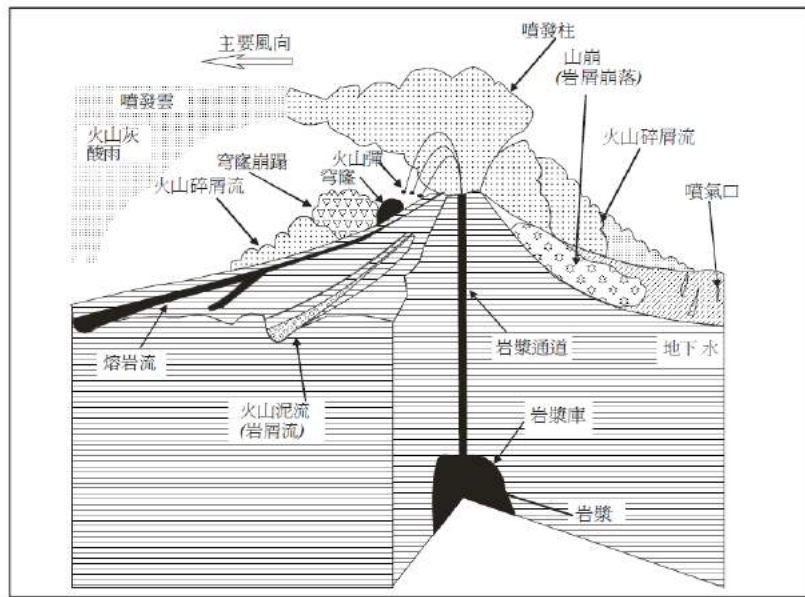 主要風向
噴發柱
山崩
(岩屑崩落)
噴發雲
火山灰
酸雨
穹窿崩蹋
火山彈
穹窿
火山碎屑流
火山碎屑流
噴氣口
熔岩流
岩漿通道
地下水
火山泥流
(岩屑流)
岩漿庫
岩漿